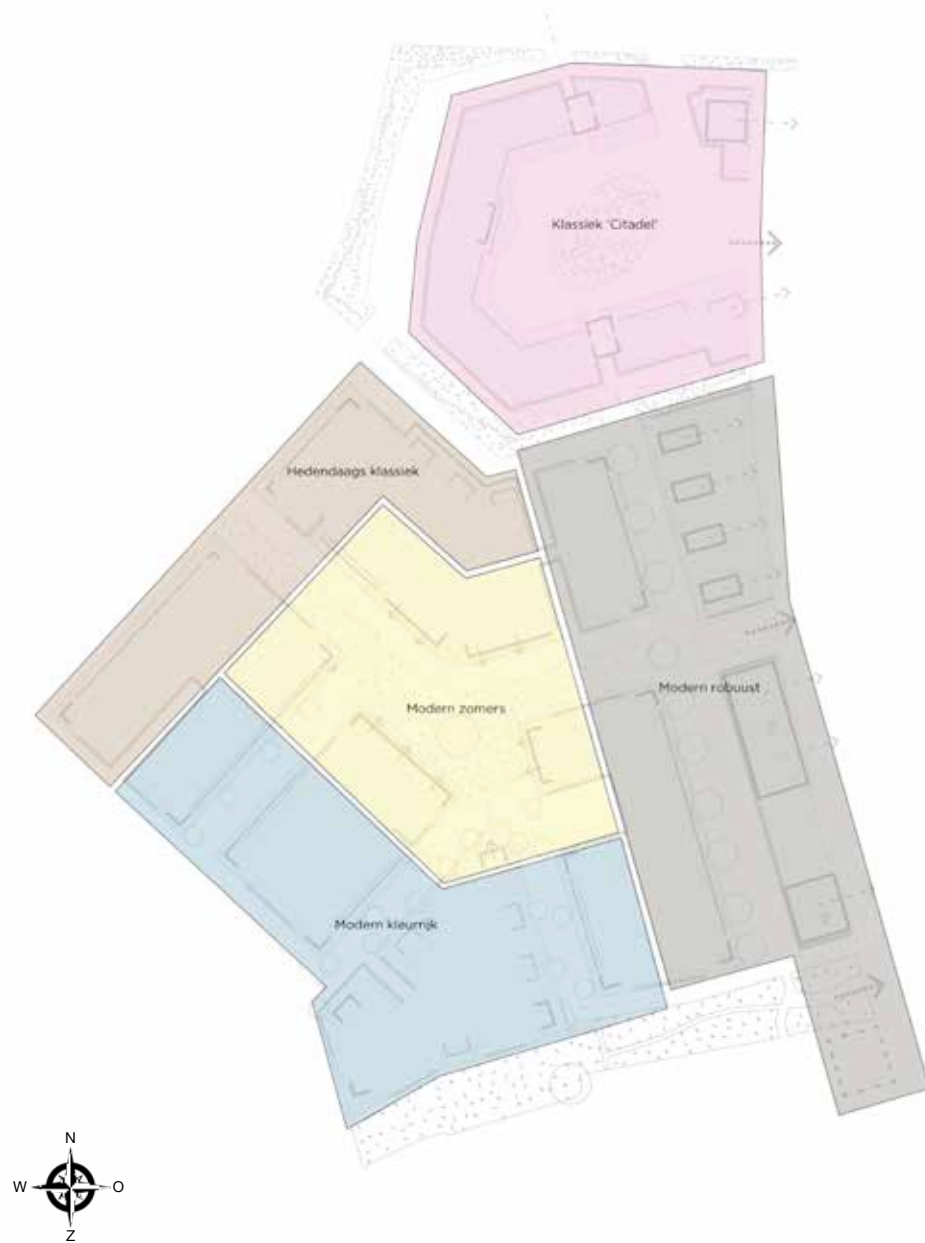 Klassiek 'Citadel'
Hedendaags klassiek
Modern robuust
Modern zomers
Modern kleurrijk
N
W
O
Z